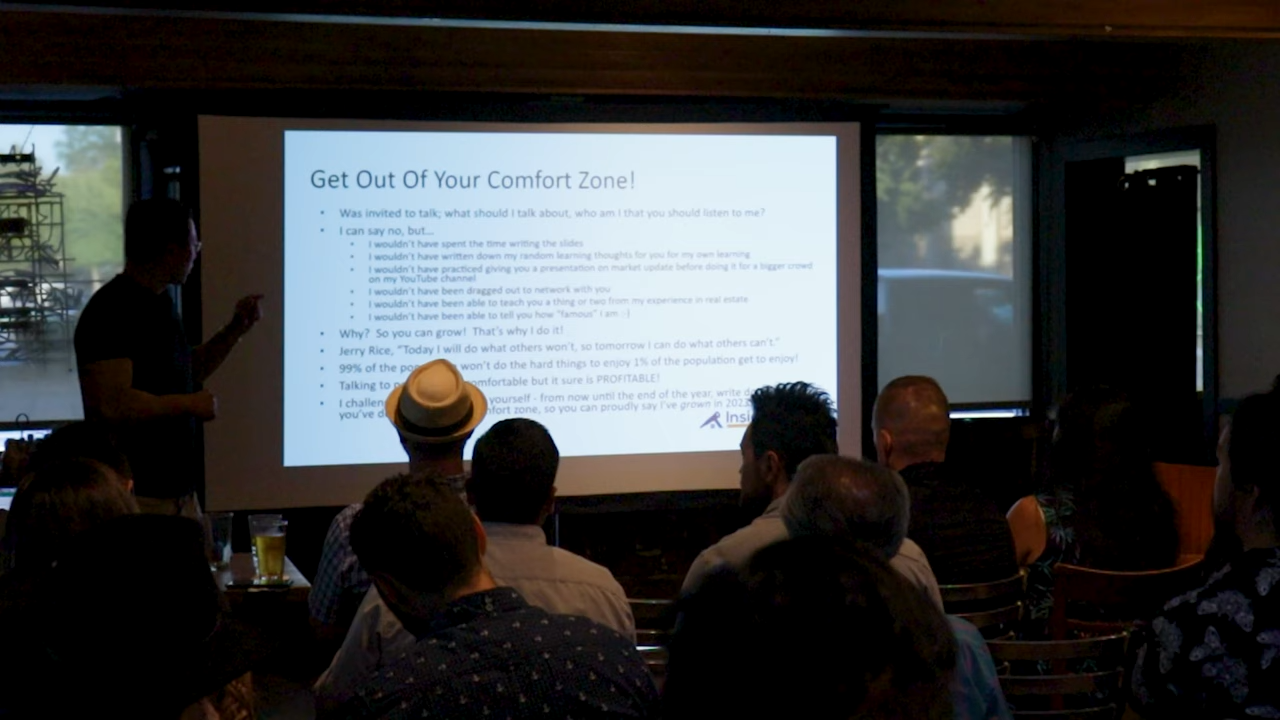 Get Out Of Your Comfort Zone!
Was invited to talk; what should I talk about, who am I that you should listen to me?
I can say no, but...
I wouldn't have spent the time writing the slides
I wouldn't have written down my random learning thoughts for you for my own learning
I wouldn't have practiced giving you a presentation on market update before doing it for a bigger crowd
on my YouTube channel
I wouldn't have been dragged out to network with you
I wouldn't have been able to teach you a thing or two from my experience in real estate
I wouldn't have been able to tell you how "famous" I am :-)
Why? So you can grow! That's why I do it!
Jerry Rice, "Today I will do what others won't, so tomorrow I can do what others can't."
99% of the won't do the hard things to enjoy 1% of the population get to enjoy!
Talking to but it sure is PROFITABLE!
I yourself - from now until the end of the year, write
you've zone, so you can proudly say I've grown in 2023